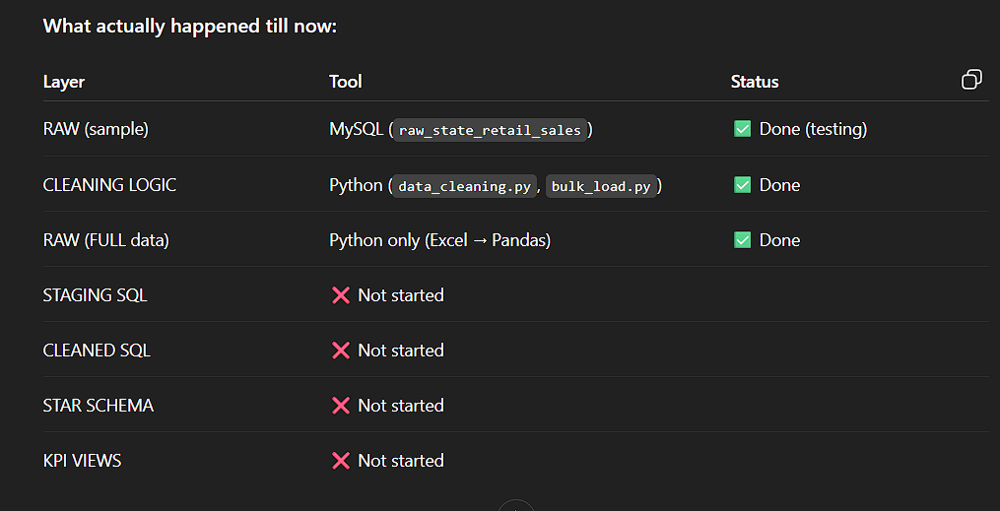 What actually happened till now:
Layer Tool Status
RAW (sample) MySQL (raw_state_retail_sales) ✅ Done (testing)
CLEANING LOGIC Python (data_cleaning.py, bulk_load.py) ✅ Done
RAW (FULL data) Python only (Excel → Pandas) ✅ Done
STAGING SQL ❌ Not started
CLEANED SQL ❌ Not started
STAR SCHEMA ❌ Not started
KPI VIEWS ❌ Not started